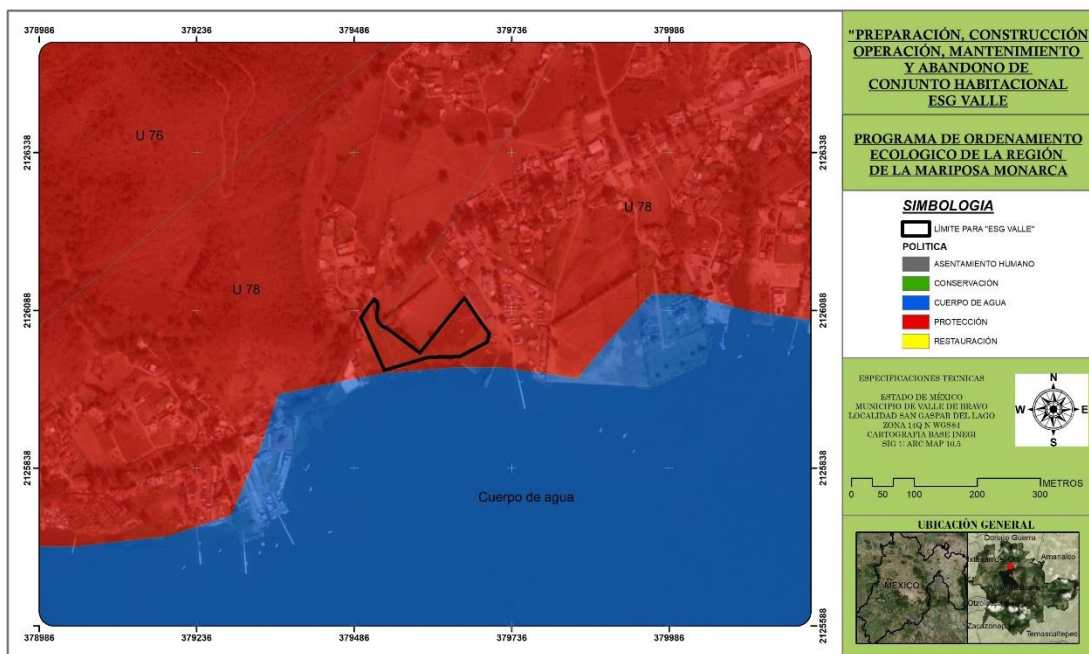 378986
379236
379486
379736
379986
"PREPARACIÓN, CONSTRUCCIÓN
OPERACIÓN, MANTENIMIENTO
Y ABANDONO DE
CONJUNTO HABITACIONAL
ESG VALLE
PROGRAMA DE ORDENAMIENTO
ECOLOGICO DE LA REGIÓN
DE LA MARIPOSA MONARCA
2126338
2126338
U 76
U 78
U 78
2126088
2126088
2125838
2125838
Cuerpo de agua
2125588
378986
379236
379486
379736
379986
SIMBOLOGIA
LÍMITE PARA "ESG VALLE"
POLITICA
ASENTAMIENTO HUMANO
CONSERVACIÓN
CUERPO DE AGUA
PROTECCIÓN
RESTAURACIÓN
ESPECIFICACIONES TECNICAS
ESTADO DE MÉXICO
MUNICIPIO DE VALLE DE BRAVO
LOCALIDAD SAN GASPAR DEL LAGO
ZONA 14Q N WGS84
CARTOGRAFIA BASE INEGI
SIG 1: ARC MAP 10.5
N
W E
S
METROS
0 50 100 200 300
UBICACIÓN GENERAL
MÉXICO
Donato Guerra
Amanalco
Zacazonap
Temascaltepec